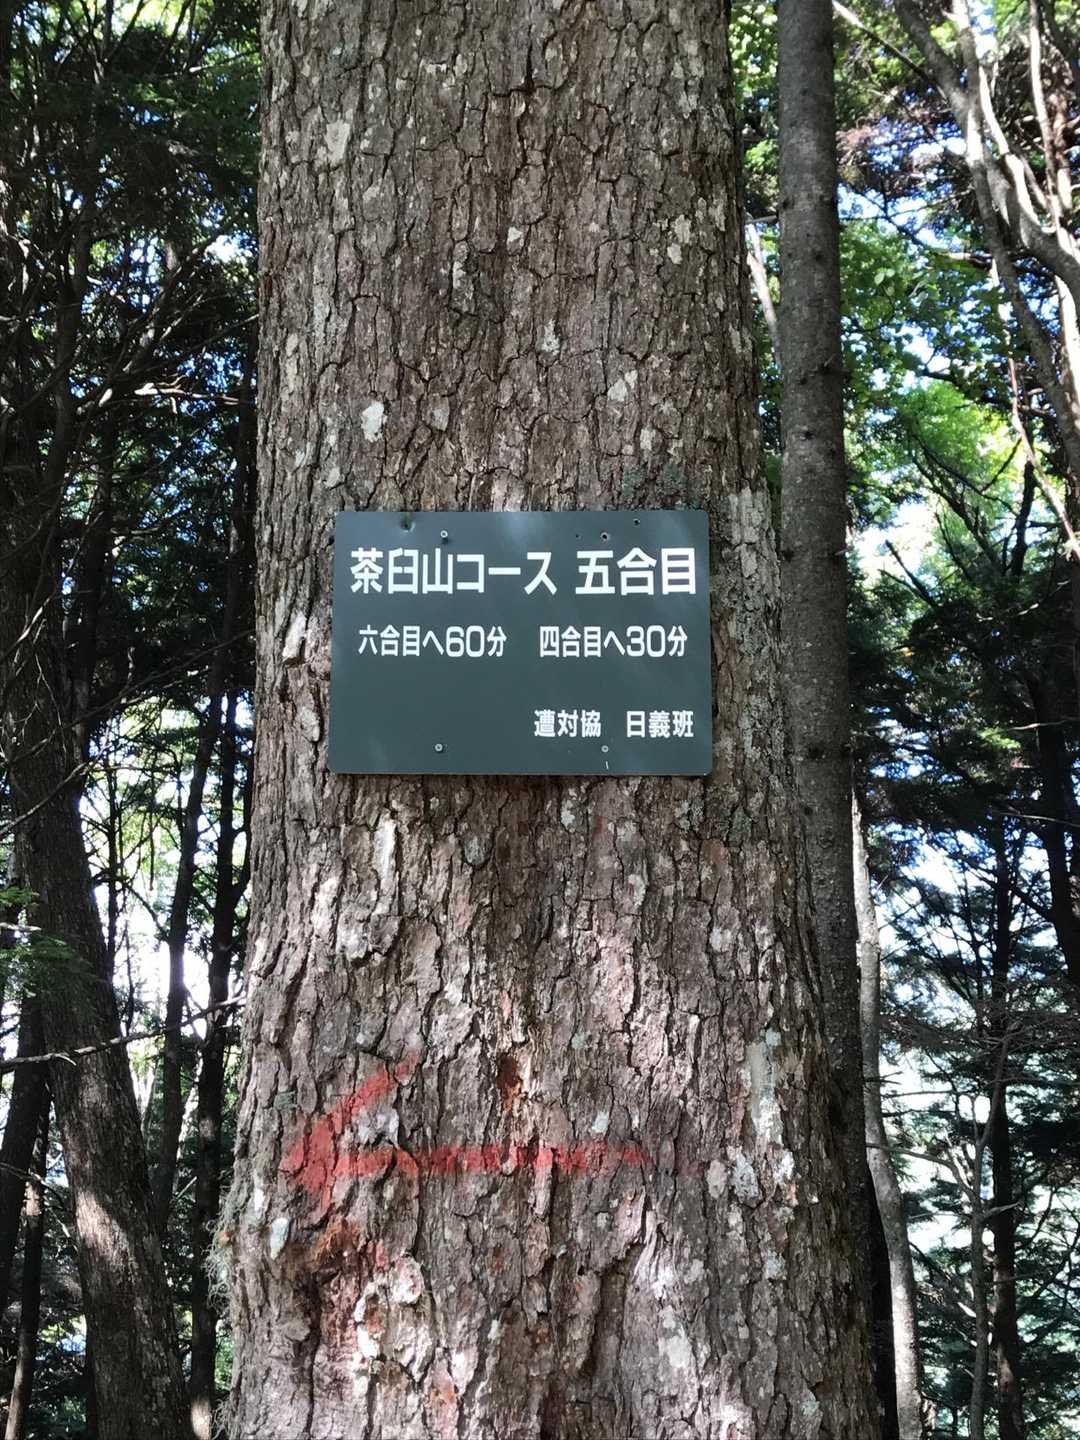 茶臼山コース 五合目
六合目へ60分 四合目へ30分
遭対協 日義班